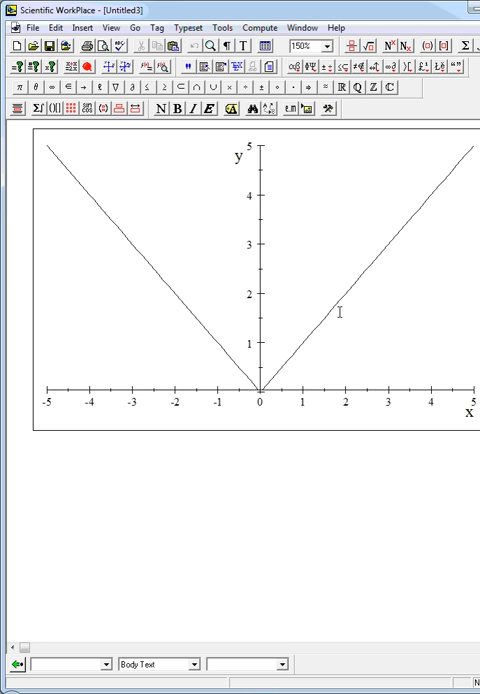 Scientific WorkPlace - [Untitled3]
File Edit Insert View Go Tag Typeset Tools Compute Window Help
150%
N B I E
ℝ ℚ ℤ ℂ
y
5
4
3
2
1
-5 -4 -3 -2 -1 0 1 2 3 4 5
x
Body Text